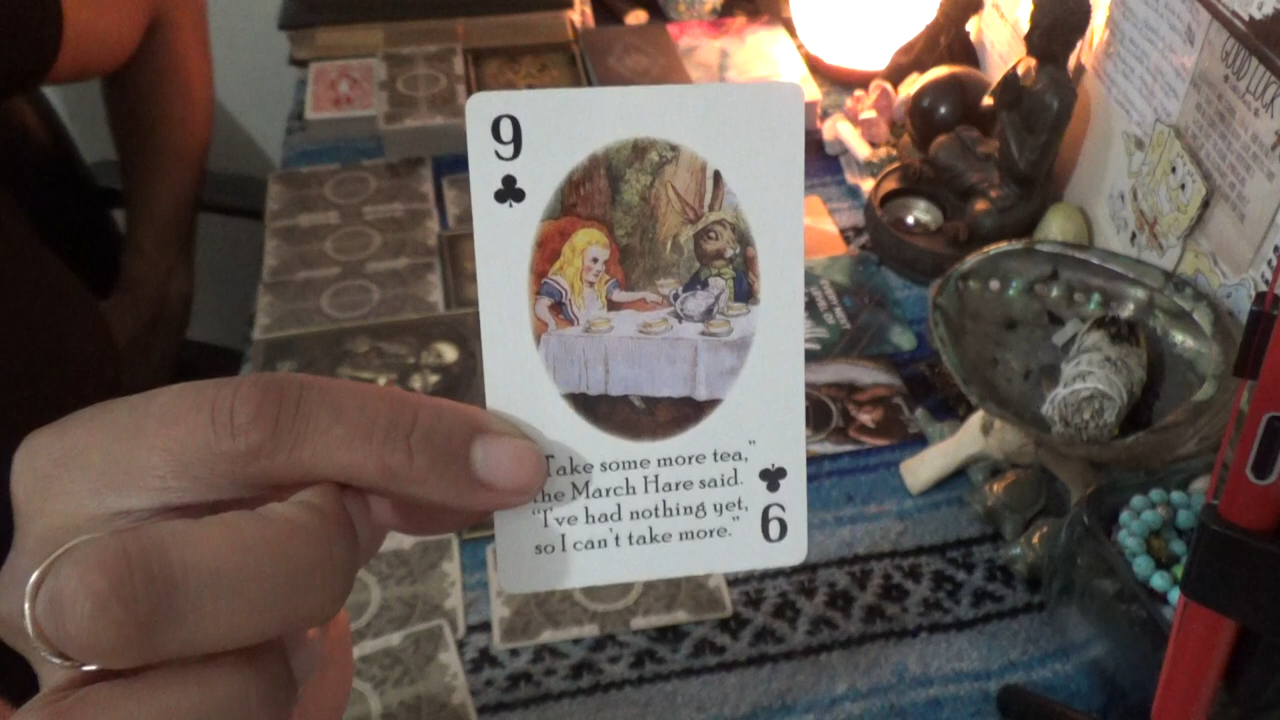 9
"Take some more tea,"
the March Hare said.
"I've had nothing yet,
so I can't take more."
9
GOOD LUCK